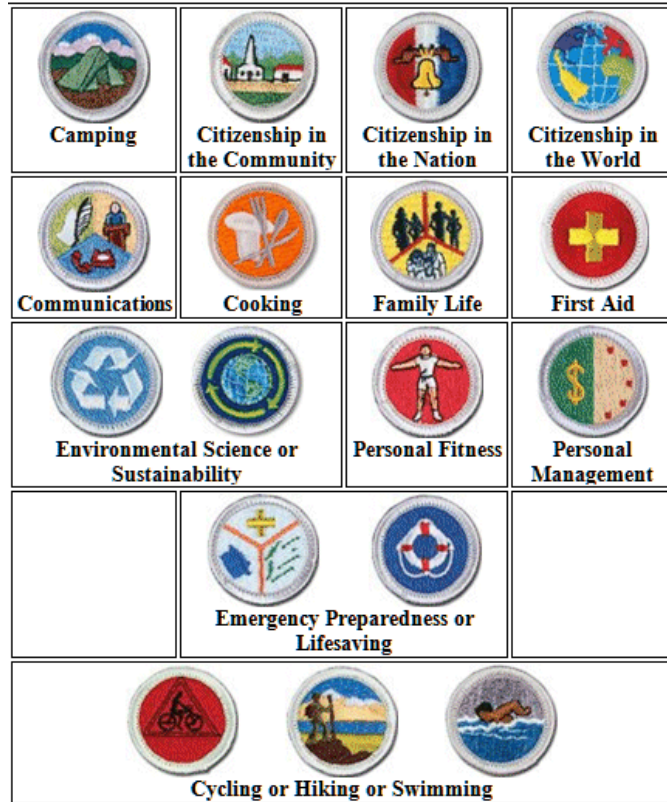 Camping
Citizenship in
the Community
Citizenship in
the Nation
Citizenship in
the World
Communications
Cooking
Family Life
First Aid
Environmental Science or
Sustainability
Personal Fitness
Personal
Management
$
Emergency Preparedness or
Lifesaving
Cycling or Hiking or Swimming